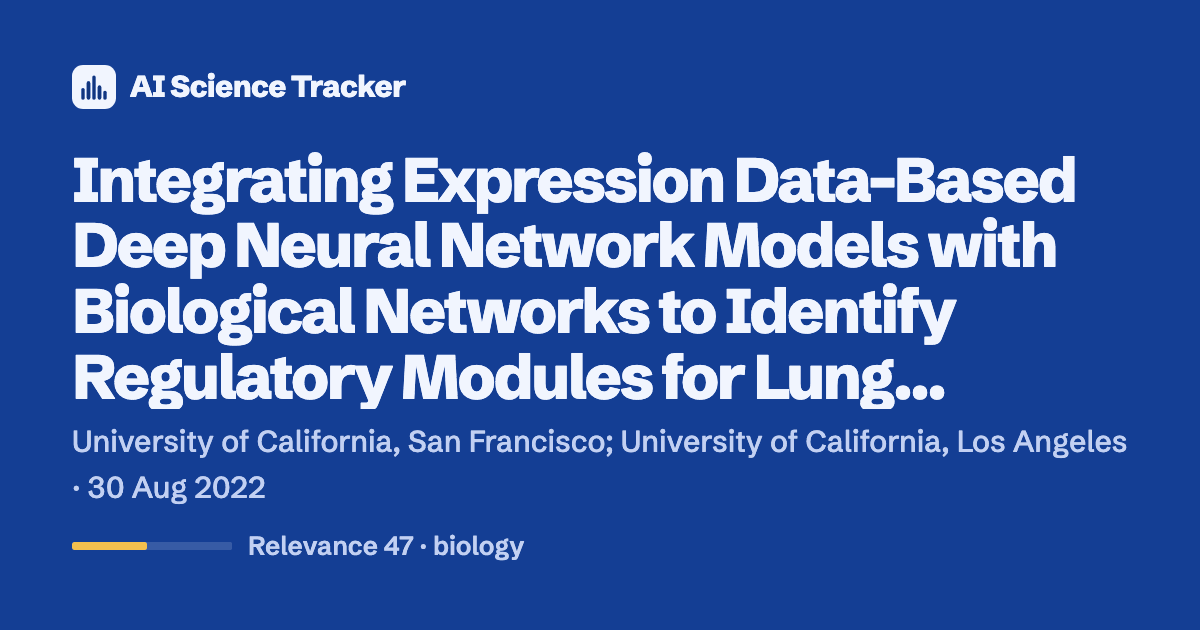 AI Science Tracker
Integrating Expression Data-Based
Deep Neural Network Models with
Biological Networks to Identify
Regulatory Modules for Lung...
University of California, San Francisco; University of California, Los Angeles
· 30 Aug 2022
Relevance 47 · biology